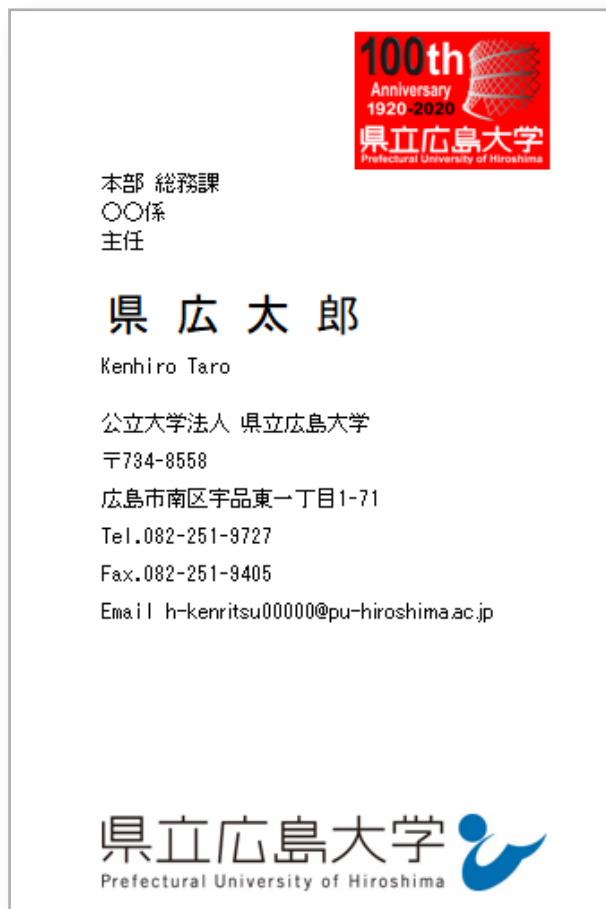 100th
Anniversary
1920-2020
県立広島大学
Prefectural University of Hiroshima
本部 総務課
〇〇係
主任
県 広 太 郎
Kenhiro Taro
公立大学法人 県立広島大学
〒734-8558
広島市南区宇品東一丁目1-71
Tel.082-251-9727
Fax.082-251-9405
Email h-kenritsu00000@pu-hiroshima.ac.jp
県立広島大学
Prefectural University of Hiroshima